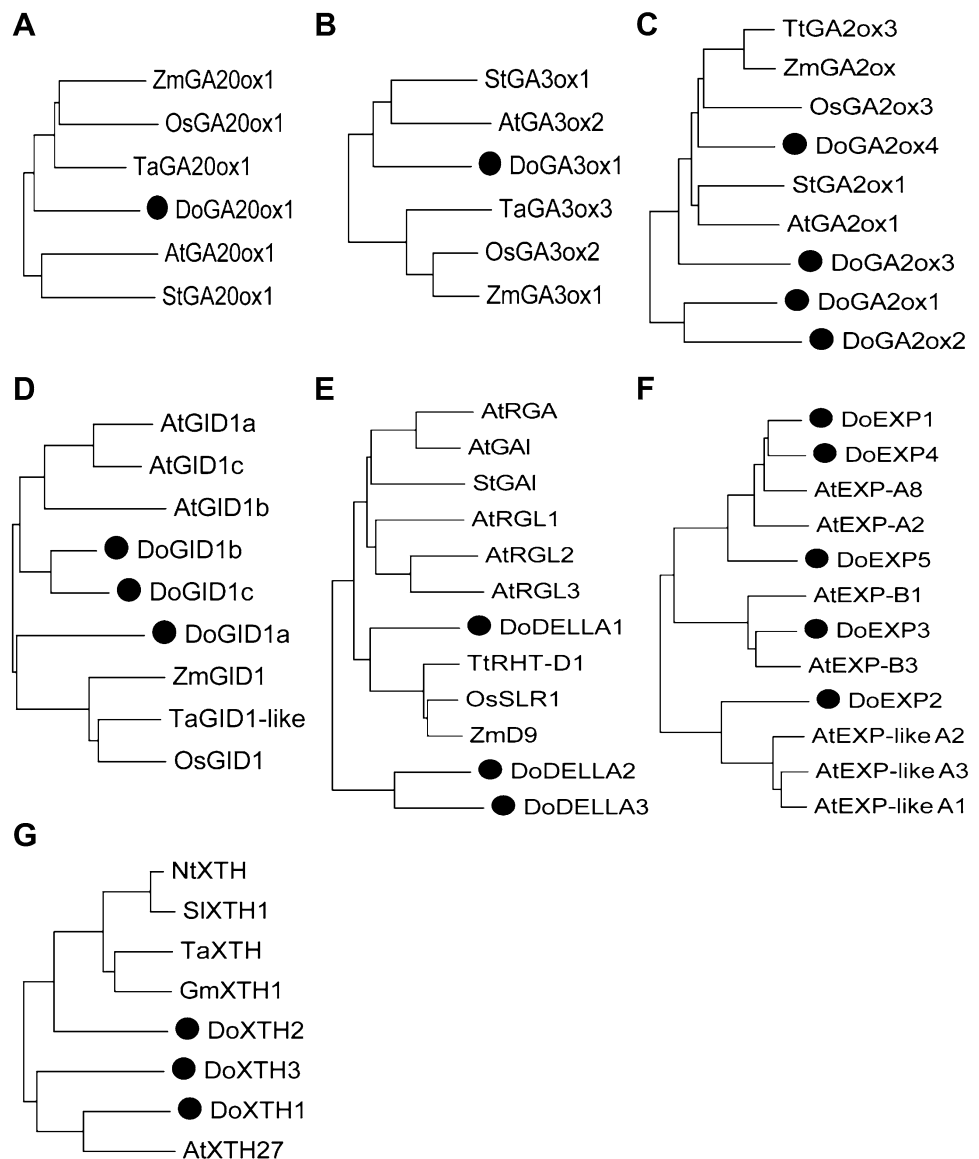 A
ZmGA20ox1
OsGA20ox1
TaGA20ox1
DoGA20ox1
AtGA20ox1
StGA20ox1
B
StGA3ox1
AtGA3ox2
DoGA3ox1
TaGA3ox3
OsGA3ox2
ZmGA3ox1
C
TtGA2ox3
ZmGA2ox
OsGA2ox3
DoGA2ox4
StGA2ox1
AtGA2ox1
DoGA2ox3
DoGA2ox1
DoGA2ox2
D
AtGID1a
AtGID1c
AtGID1b
DoGID1b
DoGID1c
DoGID1a
ZmGID1
TaGID1-like
OsGID1
E
AtRGA
AtGAI
StGAI
AtRGL1
AtRGL2
AtRGL3
DoDELLA1
TtRHT-D1
OsSLR1
ZmD9
DoDELLA2
DoDELLA3
F
DoEXP1
DoEXP4
AtEXP-A8
AtEXP-A2
DoEXP5
AtEXP-B1
DoEXP3
AtEXP-B3
DoEXP2
AtEXP-like A2
AtEXP-like A3
AtEXP-like A1
G
NtXTH
SlXTH1
TaXTH
GmXTH1
DoXTH2
DoXTH3
DoXTH1
AtXTH27